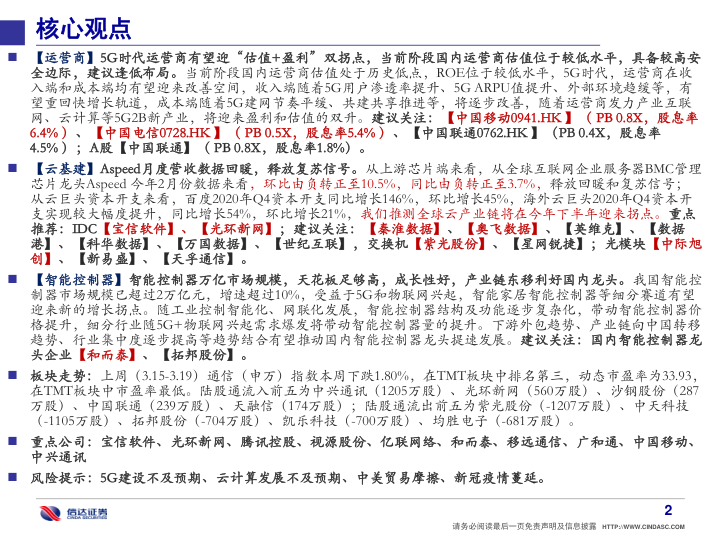 核心观点
【运营商】5G时代运营商有望迎“估值+盈利”双拐点，当前阶段国内运营商估值位于较低水平，具备较高安
全边际，建议逢低布局。当前阶段国内运营商估值处于历史低点，ROE位于较低水平，5G时代，运营商在收
入端和成本端均有望迎来改善空间，收入端随着5G用户渗透率提升、5G ARPU值提升、外部环境趋缓等，有
望重回快增长轨道，成本端随着5G建网节奏平缓、共建共享推进等，将逐步改善，随着运营商发力产业互联
网、云计算等5G2B新产业，将迎来盈利和估值的双升。建议关注：【中国移动0941.HK】（ PB 0.8X，股息率
6.4%）、【中国电信0728.HK】（ PB 0.5X，股息率5.4%）、【中国联通0762.HK 】（PB 0.4X，股息率
4.5%）；A股【中国联通】（ PB 0.8X，股息率1.8%）。
【云基建】Aspeed月度营收数据回暖，释放复苏信号。从上游芯片端来看，从全球互联网企业服务器BMC管理
芯片龙头Aspeed 今年2月份数据来看，环比由负转正至10.5%，同比由负转正至3.7%，释放回暖和复苏信号；
从云巨头资本开支来看，百度2020年Q4资本开支同比增长146%，环比增长45%，海外云巨头2020年Q4资本开
支实现较大幅度提升，同比增长54%，环比增长21%，我们推测全球云产业链将在今年下半年迎来拐点。重点
推荐：IDC【宝信软件】、【光环新网】；建议关注：【秦淮数据】、【奥飞数据】、【英维克】、【数据
港】、【科华数据】、【万国数据】、【世纪互联】，交换机【紫光股份】、【星网锐捷】；光模块【中际旭
创】、【新易盛】、【天孚通信】。
【智能控制器】智能控制器万亿市场规模，天花板足够高，成长性好，产业链东移利好国内龙头。我国智能控
制器市场规模已超过2万亿元，增速超过10%，受益于5G和物联网兴起，智能家居智能控制器等细分赛道有望
迎来新的增长拐点。随工业控制智能化、网联化发展，智能控制器结构及功能逐步复杂化，带动智能控制器价
格提升，细分行业随5G+物联网兴起需求爆发将带动智能控制器量的提升。下游外包趋势、产业链向中国转移
趋势、行业集中度逐步提高等趋势结合有望推动国内智能控制器龙头提速发展。建议关注：国内智能控制器龙
头企业【和而泰】、【拓邦股份】。
板块走势：上周（3.15-3.19）通信（申万）指数本周下跌1.80%，在TMT板块中排名第三，动态市盈率为33.93，
在TMT板块中市盈率最低。陆股通流入前五为中兴通讯（1205万股）、光环新网（560万股）、沙钢股份（287
万股）、中国联通（239万股）、天融信（174万股）；陆股通流出前五为紫光股份（-1207万股）、中天科技
（-1105万股）、拓邦股份（-704万股）、凯乐科技（-700万股）、均胜电子（-681万股）。
重点公司：宝信软件、光环新网、腾讯控股、视源股份、亿联网络、和而泰、移远通信、广和通、中国移动、
中兴通讯
风险提示：5G建设不及预期、云计算发展不及预期、中美贸易摩擦、新冠疫情蔓延。
信达证券
CINDA SECURITIES
2
请务必阅读最后一页免责声明及信息披露 HTTP://WWW.CINDASC.COM